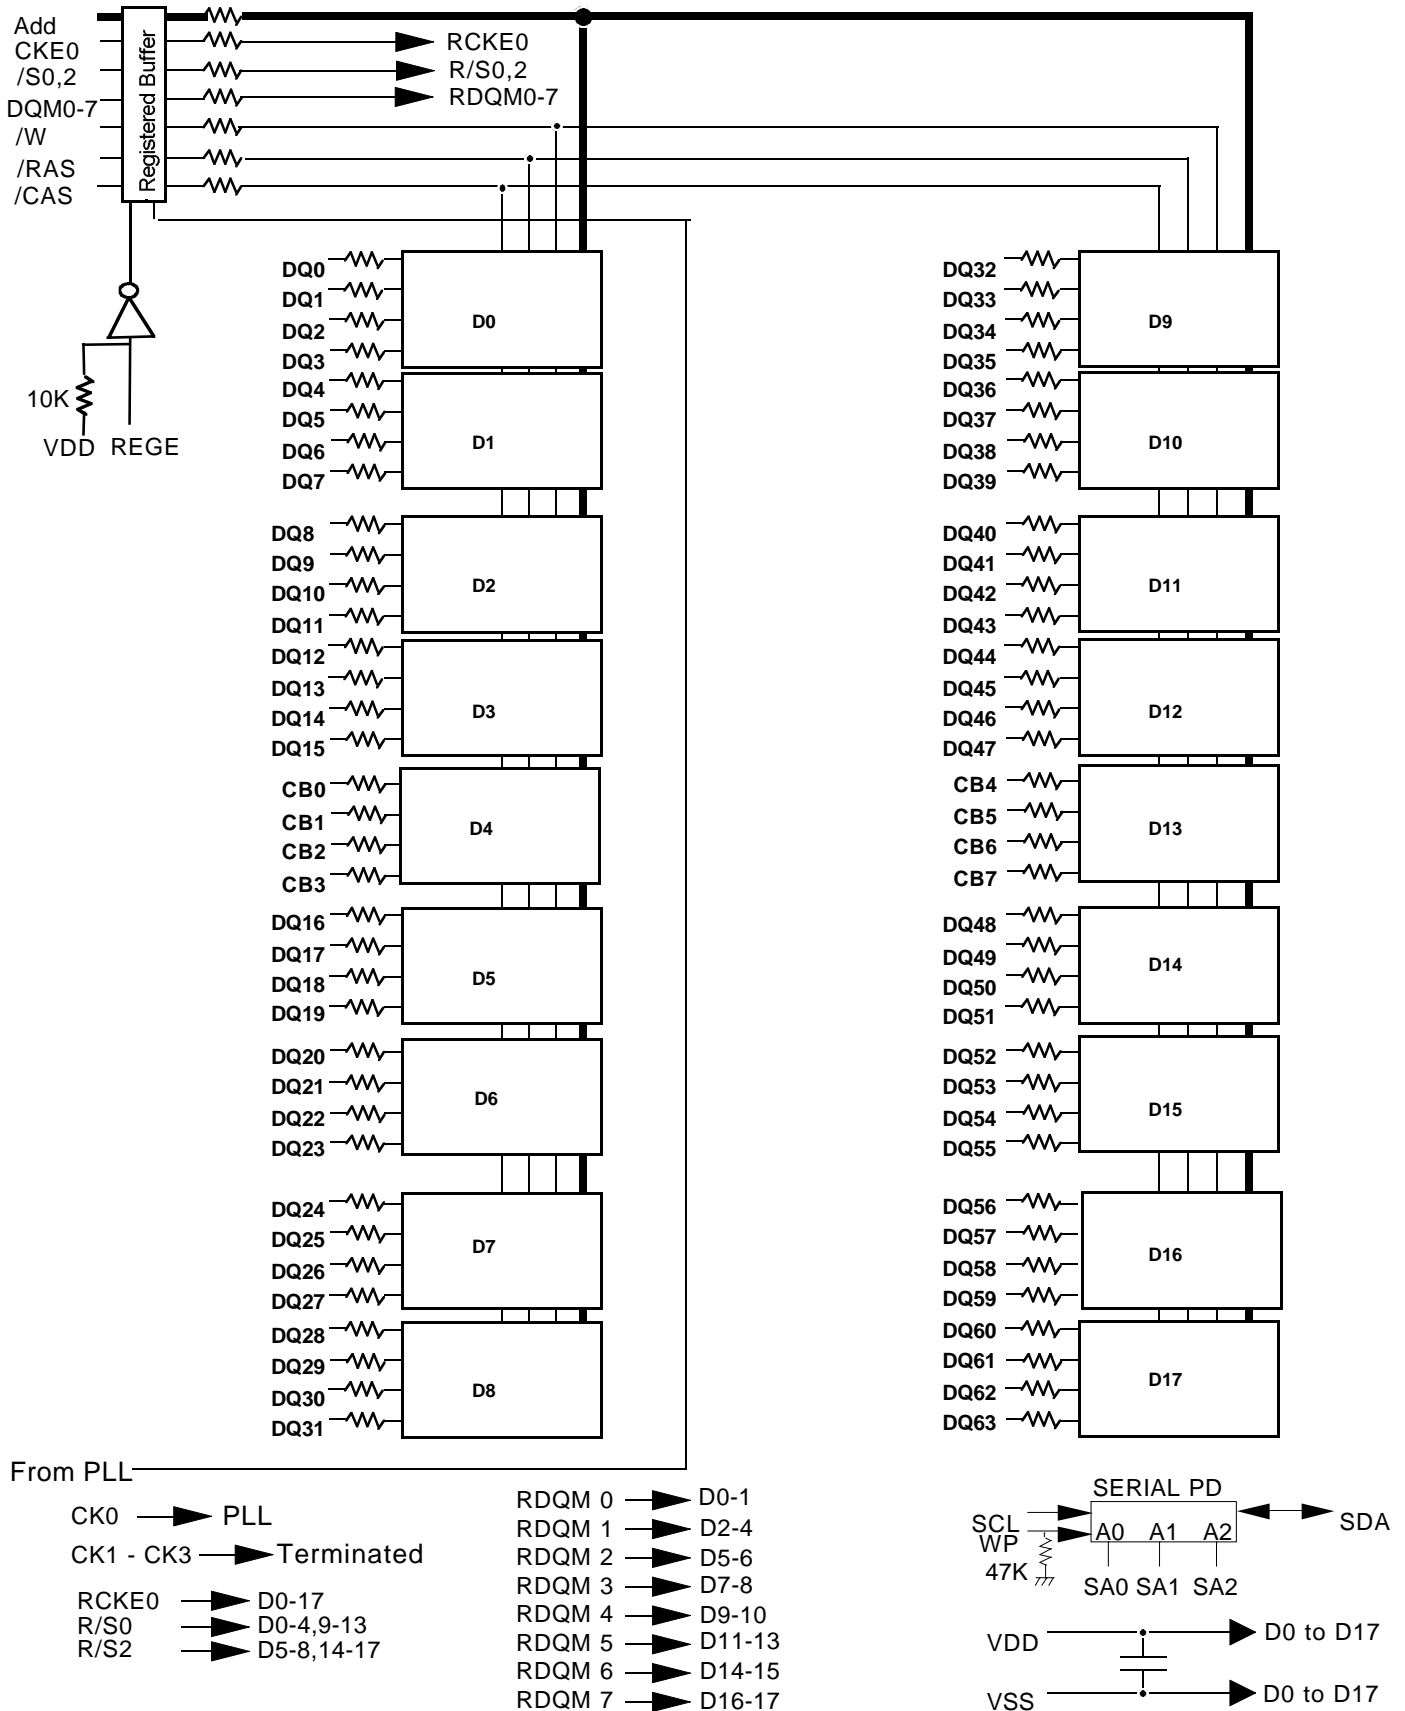 Add
CKE0
/S0,2
DQM0-7
/W
/RAS
/CAS
Registered Buffer
RCKE0
R/S0,2
RDQM0-7
10K
VDD REGE
DQ0
DQ1
DQ2
DQ3
D0
DQ4
DQ5
DQ6
DQ7
D1
DQ8
DQ9
DQ10
DQ11
D2
DQ12
DQ13
DQ14
DQ15
D3
CB0
CB1
CB2
CB3
D4
DQ16
DQ17
DQ18
DQ19
D5
DQ20
DQ21
DQ22
DQ23
D6
DQ24
DQ25
DQ26
DQ27
D7
DQ28
DQ29
DQ30
DQ31
D8
DQ32
DQ33
DQ34
DQ35
D9
DQ36
DQ37
DQ38
DQ39
D10
DQ40
DQ41
DQ42
DQ43
D11
DQ44
DQ45
DQ46
DQ47
D12
CB4
CB5
CB6
CB7
D13
DQ48
DQ49
DQ50
DQ51
D14
DQ52
DQ53
DQ54
DQ55
D15
DQ56
DQ57
DQ58
DQ59
D16
DQ60
DQ61
DQ62
DQ63
D17
From PLL
CK0 PLL
CK1 - CK3 Terminated
RCKE0 D0-17
R/S0 D0-4,9-13
R/S2 D5-8,14-17
RDQM 0 D0-1
RDQM 1 D2-4
RDQM 2 D5-6
RDQM 3 D7-8
RDQM 4 D9-10
RDQM 5 D11-13
RDQM 6 D14-15
RDQM 7 D16-17
SERIAL PD
SCL
WP
47K
A0 A1 A2
SDA
SA0 SA1 SA2
VDD D0 to D17
VSS D0 to D17